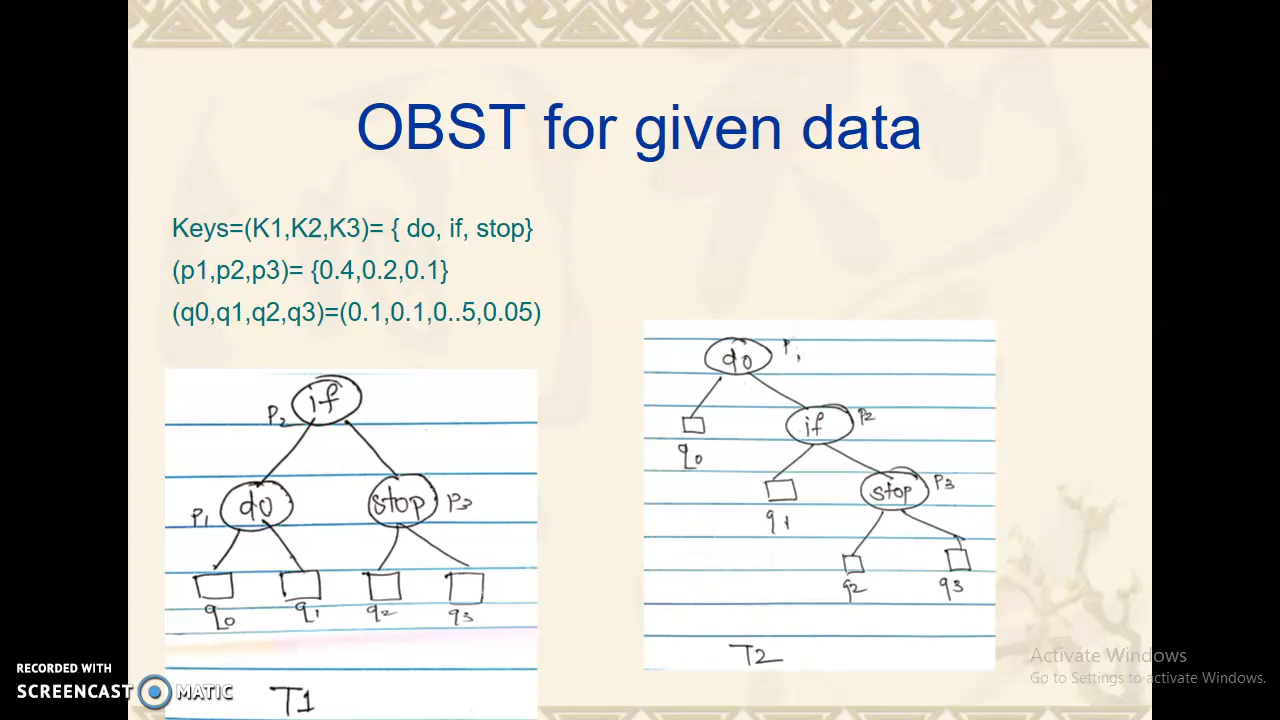 OBST for given data
Keys=(K1,K2,K3)= { do, if, stop}
(p1,p2,p3)= {0.4,0.2,0.1}
(q0,q1,q2,q3)=(0.1,0.1,0..5,0.05)
if
P2
do
P1
stop
P3
q0
q1
q2
q3
T1
do
P1
q0
if
P2
q1
stop
P3
q2
q3
T2
Activate Windows
Go to Settings to activate Windows.
RECORDED WITH
SCREENCAST MATIC